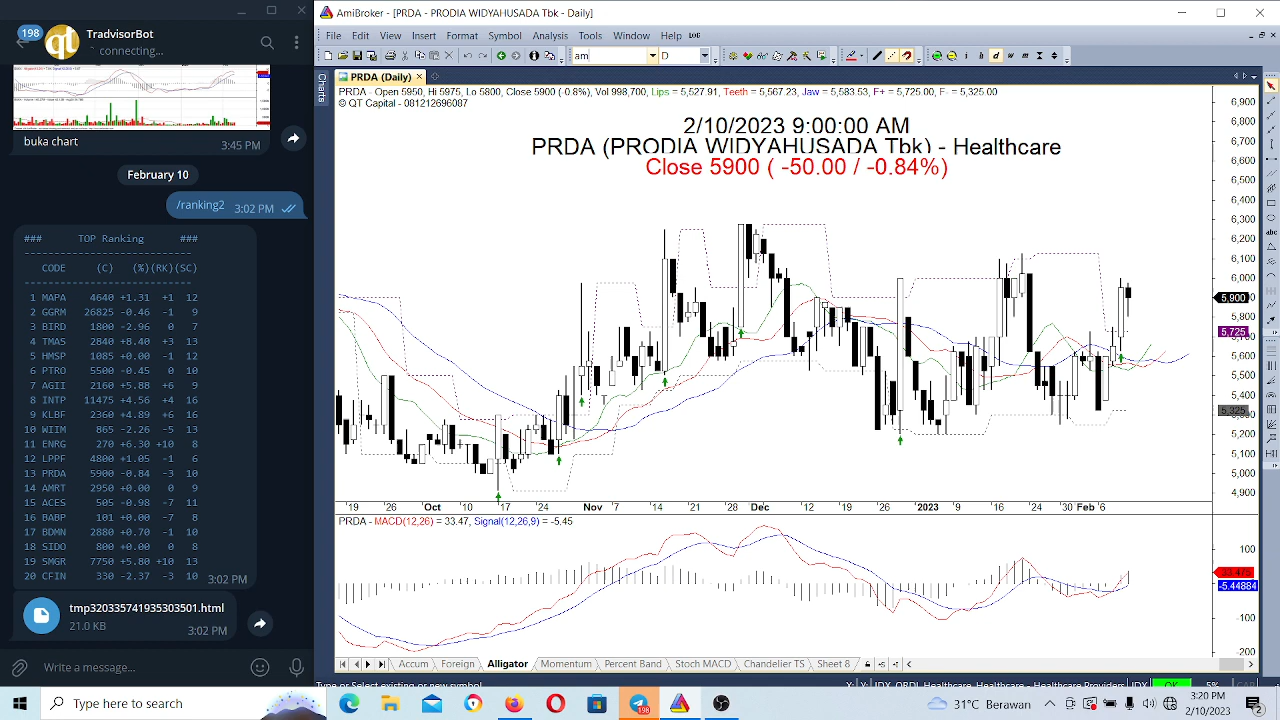 198
TradvisorBot
connecting...
buka chart
3:45 PM
February 10
/ranking2 3:02 PM
### TOP Ranking ###
CODE (C) (%)(RK)(SC)
1 MAPA 4640 +1.31 +1 12
2 GGRM 26825 -0.46 -1 9
3 BIRD 1800 -2.96 0 7
4 TMAS 2840 +8.40 +3 13
5 HMSP 1085 +0.00 -1 12
6 PTRO 5500 -0.43 0 10
7 AGII 2160 +5.88 +6 9
8 INTP 11475 +4.56 +4 16
9 KLBF 2360 +4.89 +6 16
10 WIIM 865 -2.26 -5 13
11 ENRG 270 +6.30 +10 8
12 LPPF 4800 +1.05 -1 6
13 PRDA 5900 -0.84 -3 10
14 AMRT 2950 +0.00 0 9
15 ACES 505 -0.98 -7 11
16 BABP 101 +0.00 -7 8
17 BDMN 2880 +0.70 -1 10
18 SIDO 800 +0.00 0 8
19 SMGR 7750 +5.80 +10 13
20 CFIN 330 -2.37 -3 10
3:02 PM
tmp320335741935303501.html
21.0 KB
3:02 PM
Write a message...
AmiBroker - [PRDA - PRODIA WIDYAHUSADA Tbk - Daily]
File Edit View Insert Format Symbol Analysis Tools Window Help
am
D
PRDA (Daily)
Charts
PRDA - Open 5950, Hi 5975, Lo 5800, Close 5900 (-0.8%), Vol 998,700, Lips = 5,527.91, Teeth = 5,567.23, Jaw = 5,583.53, F+ = 5,725.00, F- = 5,325.00
© QT Capital - 081212696087
2/10/2023 9:00:00 AM
PRDA (PRODIA WIDYAHUSADA Tbk) - Healthcare
Close 5900 ( -50.00 / -0.84%)
6,900
6,800
6,700
6,600
6,500
6,400
6,300
6,200
6,100
6,000
5,900
5,800
5,725
5,600
5,500
5,400
5,325
5,200
5,100
5,000
4,900
19 26 Oct 10 17 24 Nov 7 14 21 Dec 12 19 26 2023 9 16 24 30 Feb 6
PRDA - MACD(12,26) = 33.47, Signal(12,26,9) = -5.45
100
33.475
-5.44884
-100
-200
Accum Foreign Alligator Momentum Percent Band Stoch MACD Chandelier TS Sheet 8
Type here to search
198
31°C Berawan
3:20 PM
2/10/2023
2